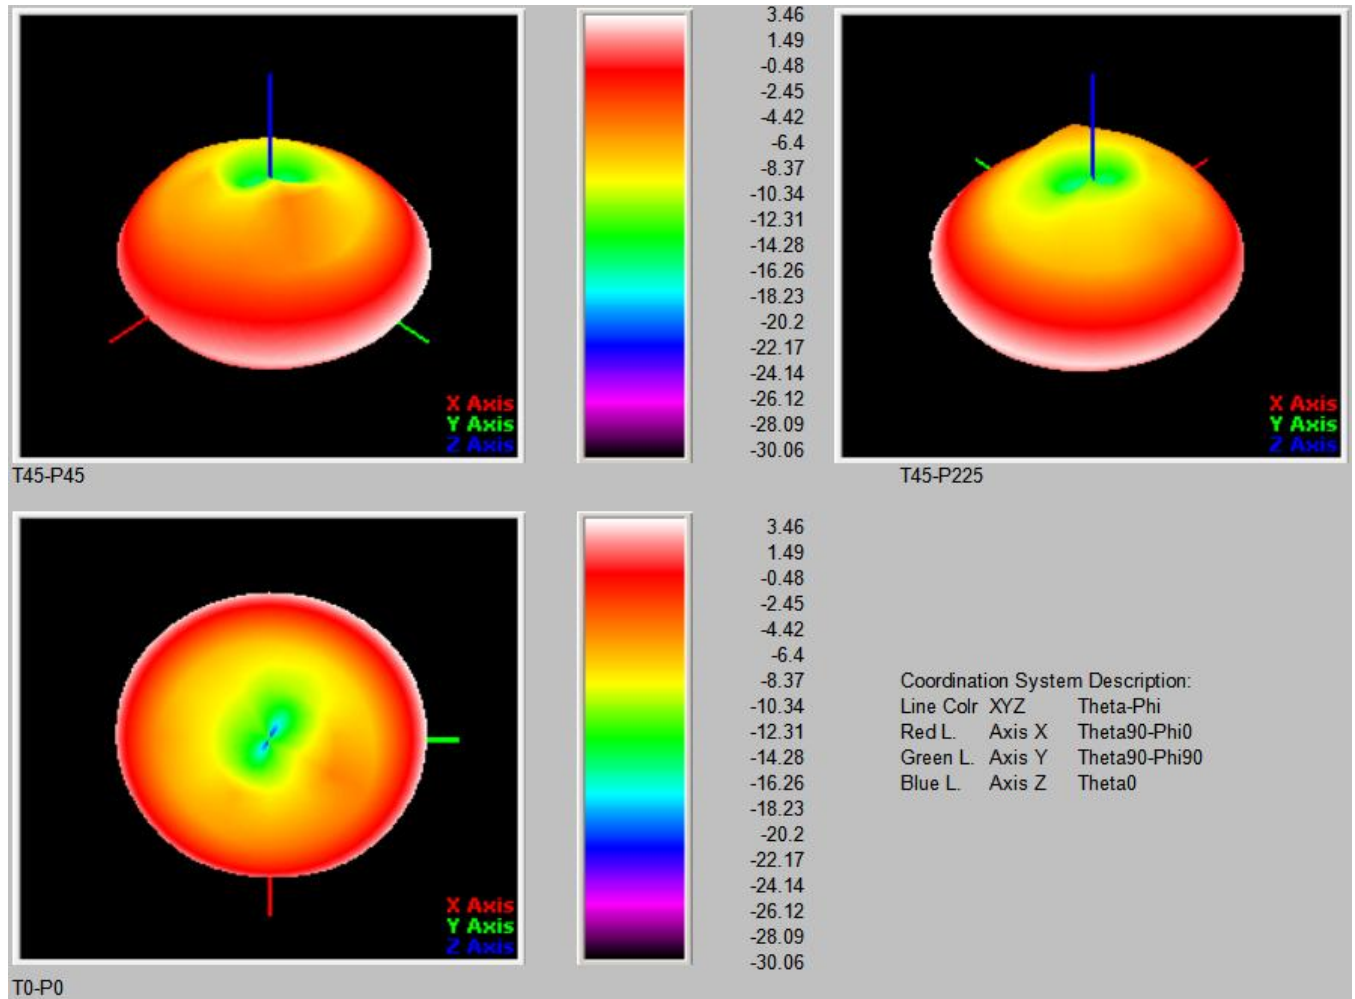 3.46
1.49
-0.48
-2.45
-4.42
-6.4
-8.37
-10.34
-12.31
-14.28
-16.26
-18.23
-20.2
-22.17
-24.14
-26.12
-28.09
-30.06
X Axis
Y Axis
Z Axis
X Axis
Y Axis
Z Axis
T45-P45
T45-P225
3.46
1.49
-0.48
-2.45
-4.42
-6.4
-8.37
-10.34
-12.31
-14.28
-16.26
-18.23
-20.2
-22.17
-24.14
-26.12
-28.09
-30.06
Coordination System Description:
Line Colr XYZ Theta-Phi
Red L. Axis X Theta90-Phi0
Green L. Axis Y Theta90-Phi90
Blue L. Axis Z Theta0
X Axis
Y Axis
Z Axis
T0-P0